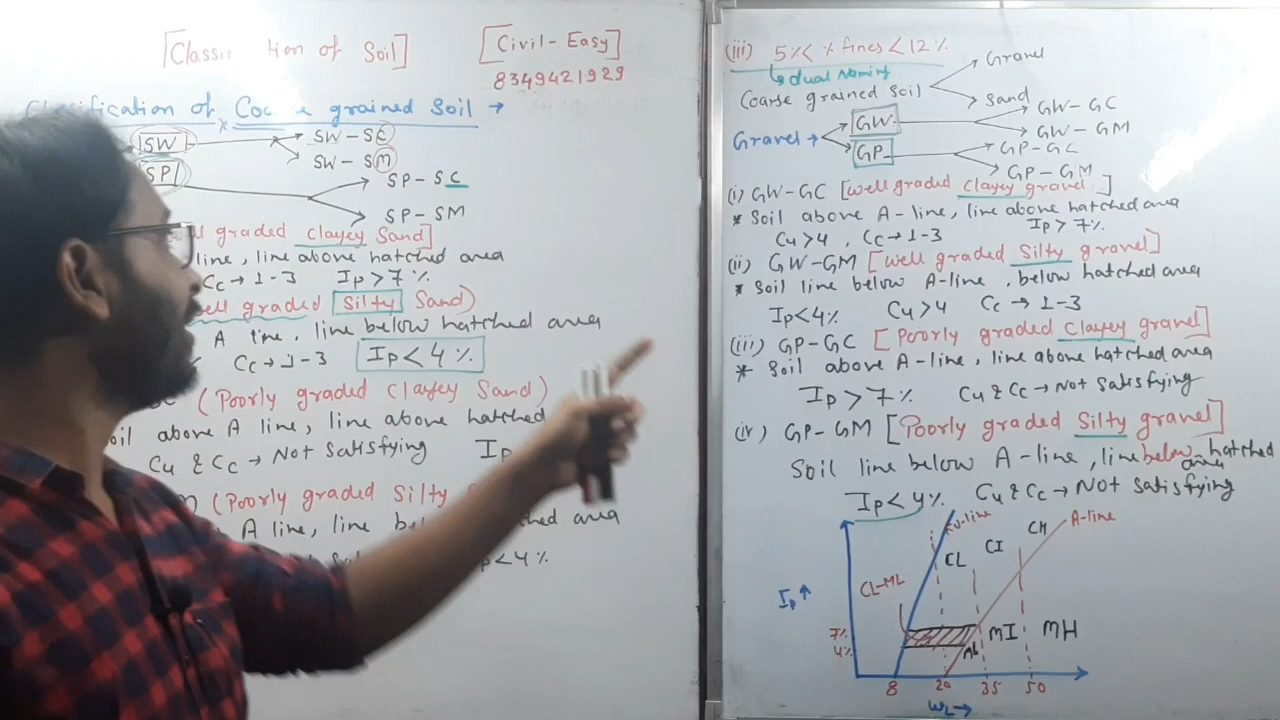 [Classi tion of Soil]
[Civil-Easy]
8349421929
Classification of Coa e grained Soil →
SW
SW-SC
SW-SM
SP
SP-SC
SP-SM
graded Clayey Sand]
line, line above hatched area
Cc→1-3 Ip>7%
well graded Silty Sand)
A line, line below hatched area
Cc→1-3 Ip<4%
(Poorly graded Clayey Sand)
oil above A line, line above hatched
Cu & Cc → Not Satisfying Ip
(Poorly graded Silty
A line, line be hatched area
p<4%
(iii) 5%< % fines <12%
dual Naming
Coarse grained soil
Gravel
Sand
Gravel →
GW
GW-GC
GW-GM
GP
GP-GC
GP-GM
(i) GW-GC [well graded clayey gravel]
* Soil above A-line, line above hatched area
Cu>4, Cc→1-3 Ip>7%
(ii) GW-GM [well graded Silty gravel]
* Soil line below A-line, below hatched area
Ip<4% Cu>4 Cc→1-3
(iii) GP-GC [Poorly graded clayey gravel]
* Soil above A-line, line above hatched area
Ip>7% Cu & Cc → Not Satisfying
(iv) GP-GM [Poorly graded Silty gravel]
Soil line below A-line, line below hatched area
Ip<4% Cu & Cc → Not Satisfying
U-line
A-line
CH
CI
CL
CL-ML
Ip↑
7%
4%
ML
MI
MH
8 20 35 50
WL→